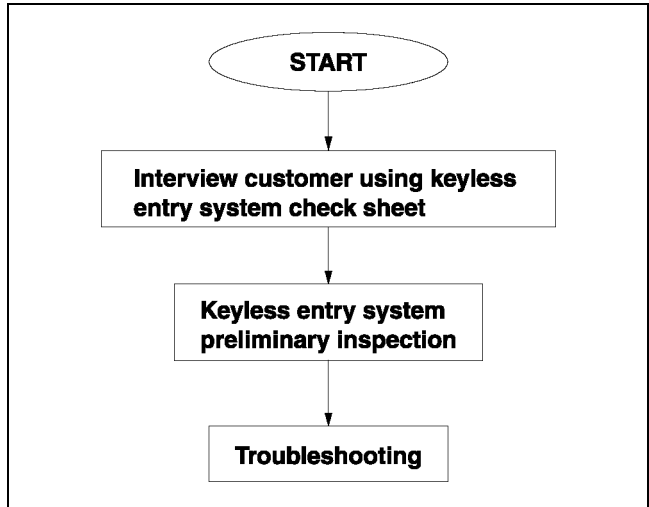 START
Interview customer using keyless
entry system check sheet
Keyless entry system
preliminary inspection
Troubleshooting